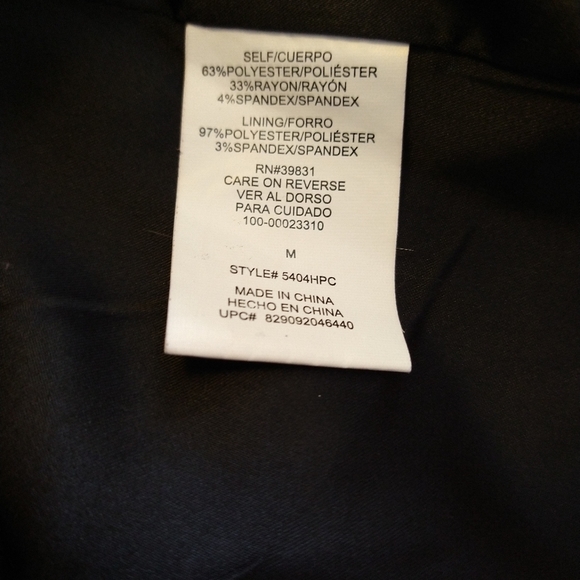 SELF/CUERPO
63%POLYESTER/POLIÉSTER
33%RAYON/RAYÓN
4%SPANDEX/SPANDEX
LINING/FORRO
97%POLYESTER/POLIÉSTER
3%SPANDEX/SPANDEX
RN#39831
CARE ON REVERSE
VER AL DORSO
PARA CUIDADO
100-00023310
M
STYLE# 5404HPC
MADE IN CHINA
HECHO EN CHINA
UPC# 829092046440